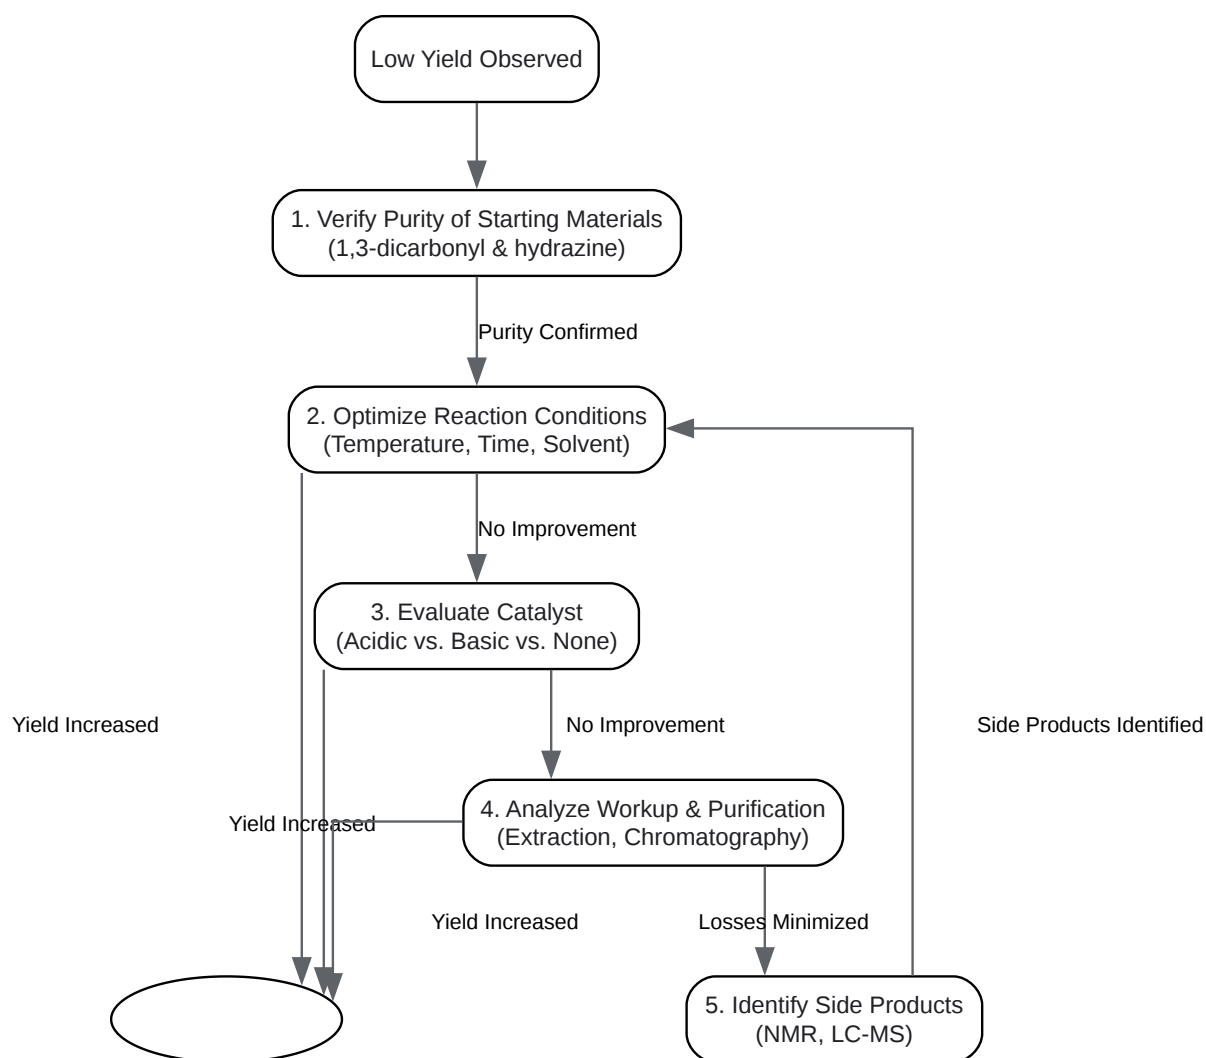 Low Yield Observed
1. Verify Purity of Starting Materials
(1,3-dicarbonyl & hydrazine)
Purity Confirmed
2. Optimize Reaction Conditions
(Temperature, Time, Solvent)
No Improvement
3. Evaluate Catalyst
(Acidic vs. Basic vs. None)
Yield Increased
No Improvement
Side Products Identified
4. Analyze Workup & Purification
(Extraction, Chromatography)
Yield Increased
Yield Increased
Losses Minimized
5. Identify Side Products
(NMR, LC-MS)